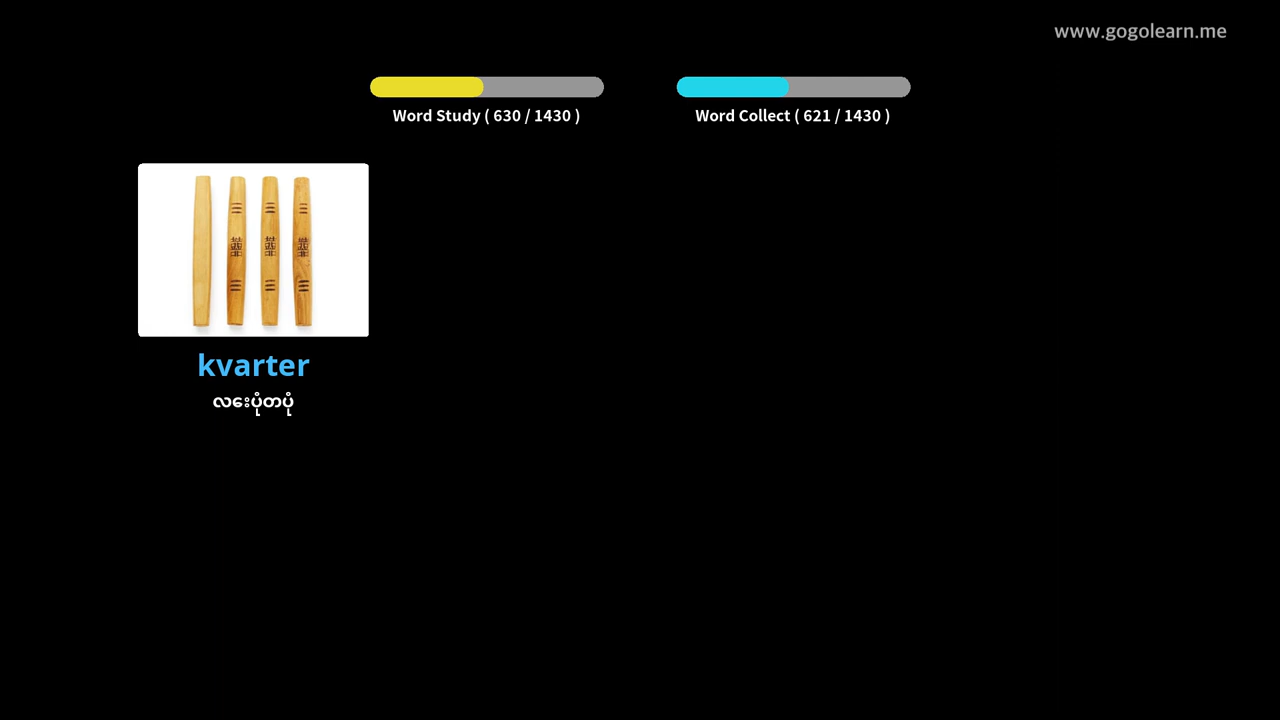 www.gogolearn.me
Word Study ( 630 / 1430 )
Word Collect ( 621 / 1430 )
kvarter
လေးပုံတပုံ